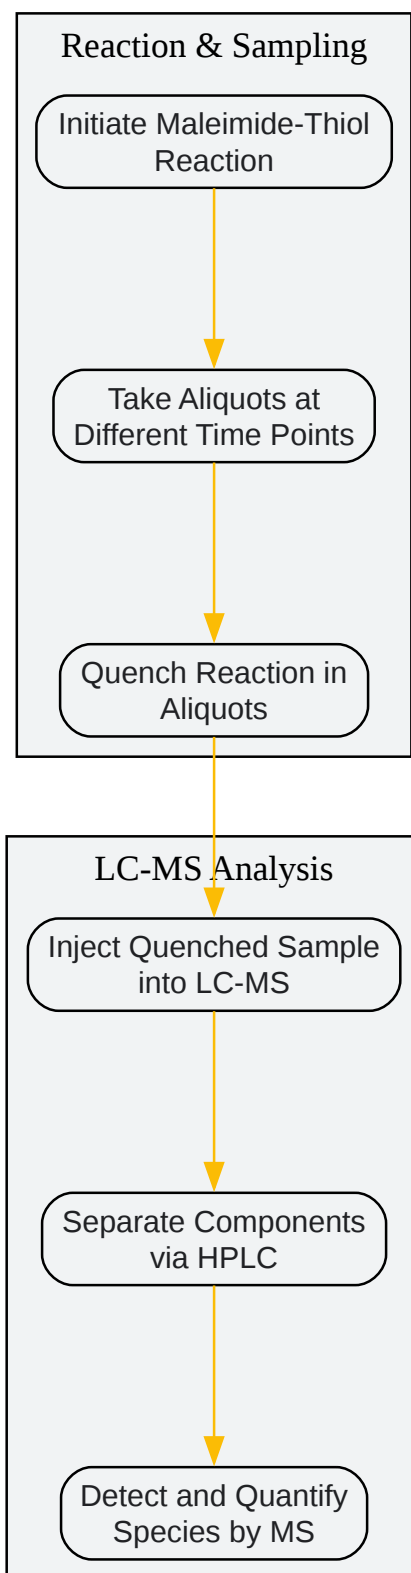 Reaction & Sampling
Initiate Maleimide-Thiol
Reaction
Take Aliquots at
Different Time Points
Quench Reaction in
Aliquots
LC-MS Analysis
Inject Quenched Sample
into LC-MS
Separate Components
via HPLC
Detect and Quantify
Species by MS